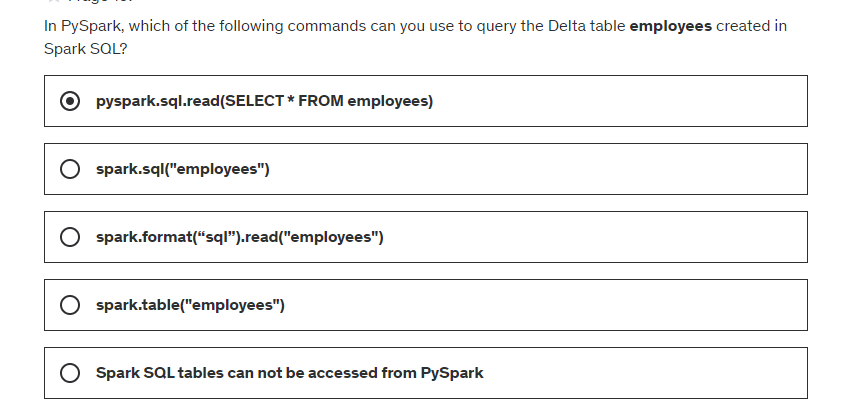 In PySpark, which of the following commands can you use to query the Delta table employees created in
Spark SQL?
pyspark.sql.read(SELECT * FROM employees)
spark.sql("employees")
spark.format(“sql”).read("employees")
spark.table("employees")
Spark SQL tables can not be accessed from PySpark